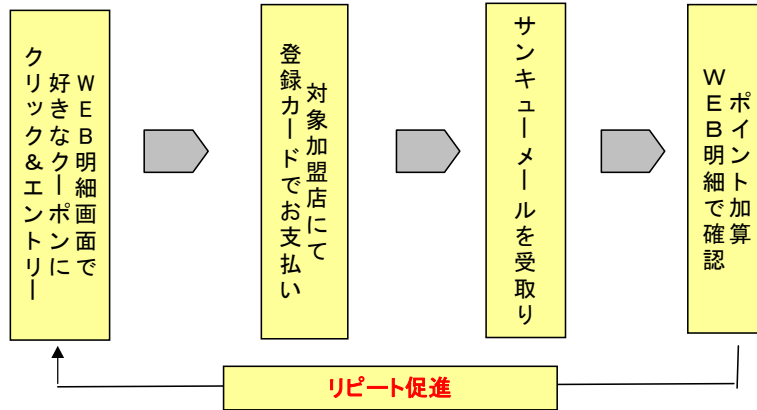 WEB明細画面で
好きなクーポンに
クリック&エントリー
対象加盟店にて
登録カードでお支払い
サンキューメールを受取り
ポイント加算
WEB明細で確認
リピート促進